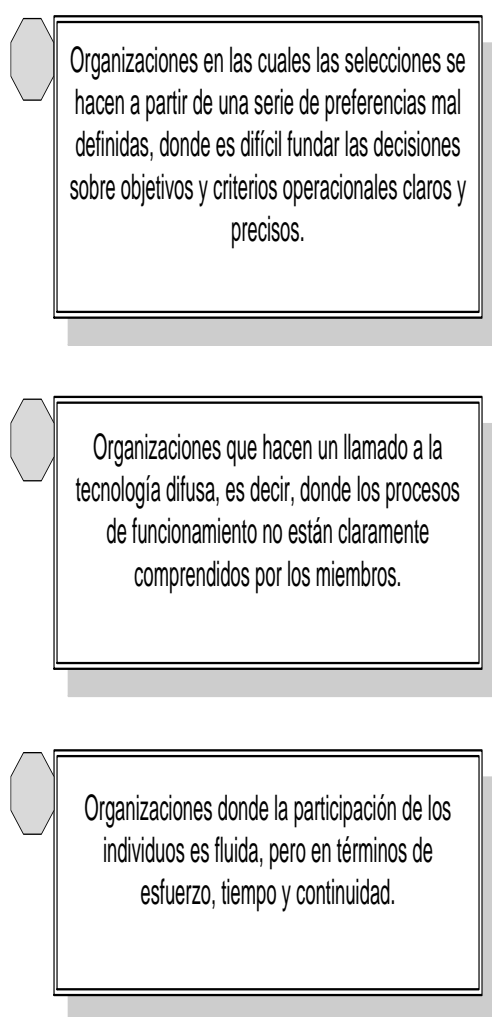 Organizaciones en las cuales las selecciones se
hacen a partir de una serie de preferencias mal
definidas, donde es difícil fundar las decisiones
sobre objetivos y criterios operacionales claros y
precisos.
Organizaciones que hacen un llamado a la
tecnología difusa, es decir, donde los procesos
de funcionamiento no están claramente
comprendidos por los miembros.
Organizaciones donde la participación de los
individuos es fluida, pero en términos de
esfuerzo, tiempo y continuidad.